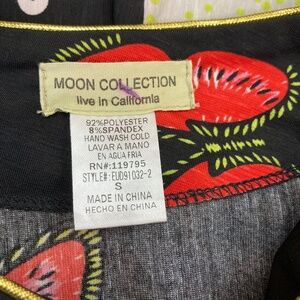 MOON COLLECTION
live in California
92%POLYESTER
8%SPANDEX
HAND WASH COLD
LAVAR A MANO
EN AGUA FRIA
RN#:119795
STYLE#:EUD91032-2
S
MADE IN CHINA
HECHO EN CHINA